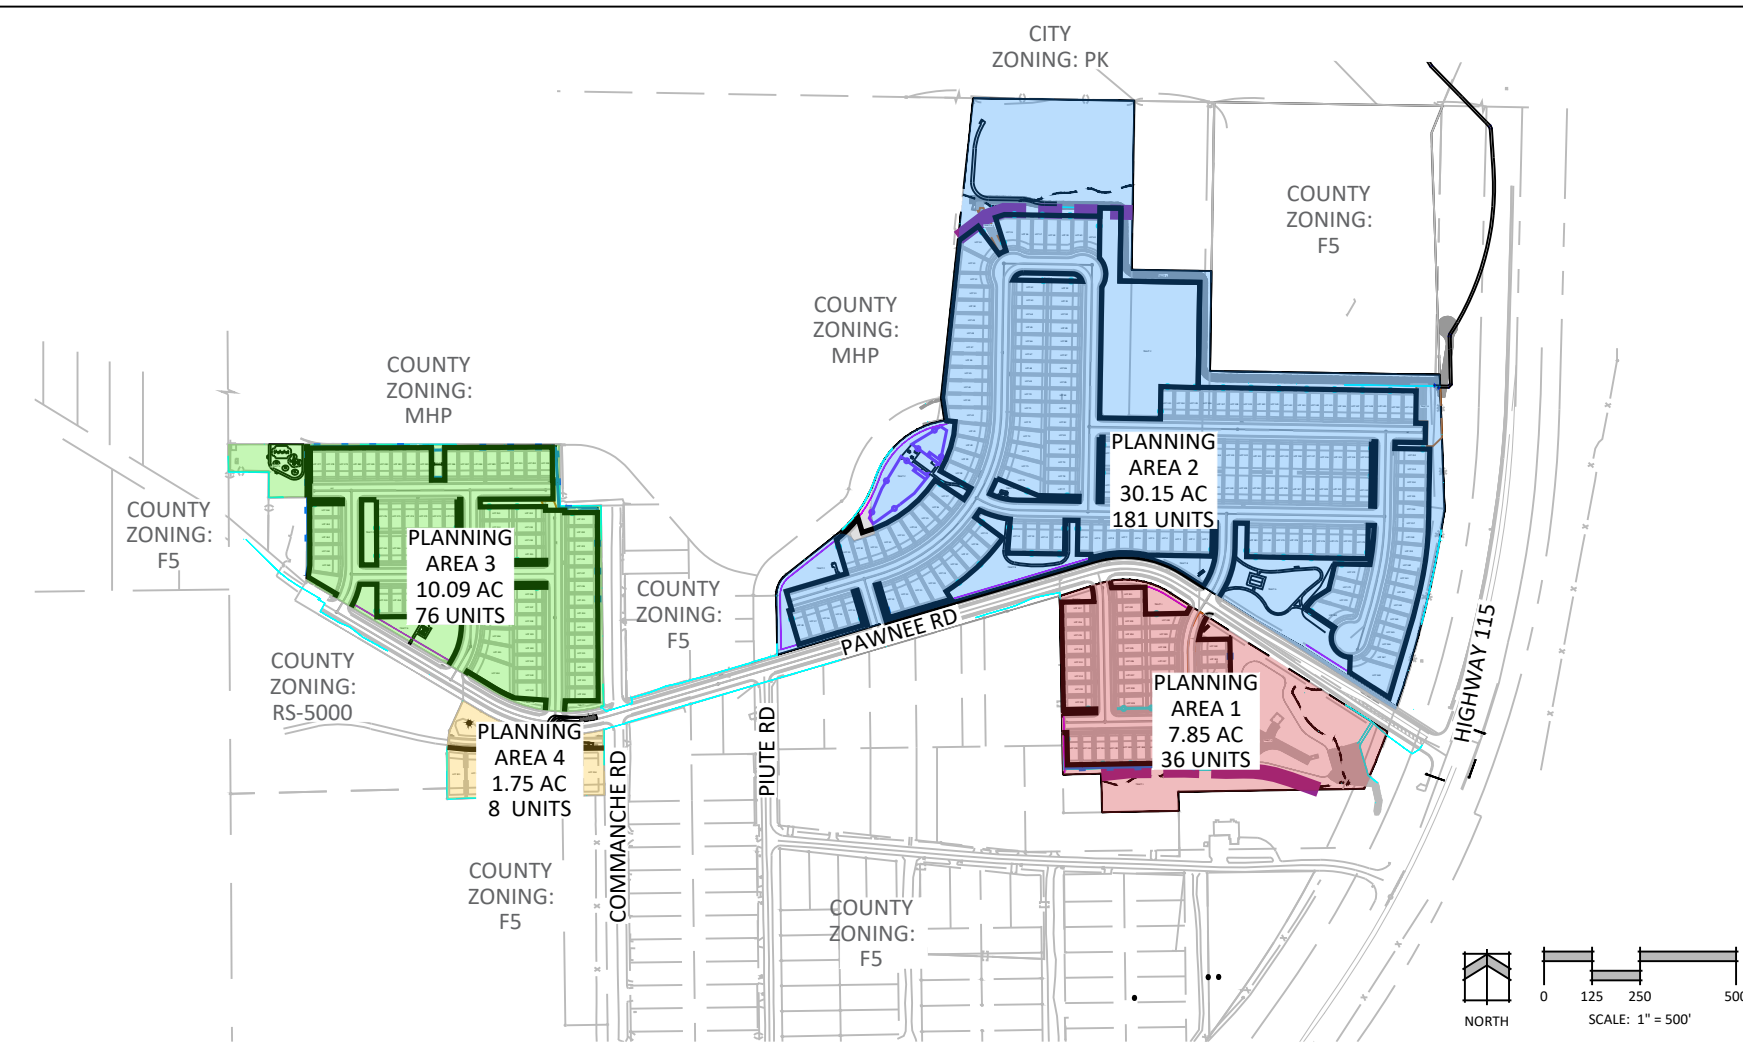 CITY
ZONING: PK
COUNTY
ZONING:
F5
COUNTY
ZONING:
MHP
COUNTY
ZONING:
MHP
PLANNING
AREA 2
30.15 AC
181 UNITS
COUNTY
ZONING:
F5
PLANNING
AREA 3
10.09 AC
76 UNITS
COUNTY
ZONING:
F5
PAWNEE RD
HIGHWAY 115
COUNTY
ZONING:
RS-5000
PLANNING
AREA 1
7.85 AC
36 UNITS
PLANNING
AREA 4
1.75 AC
8 UNITS
COMMANCHE RD
PIUTE RD
COUNTY
ZONING:
F5
COUNTY
ZONING:
F5
NORTH
0 125 250 500
SCALE: 1" = 500'